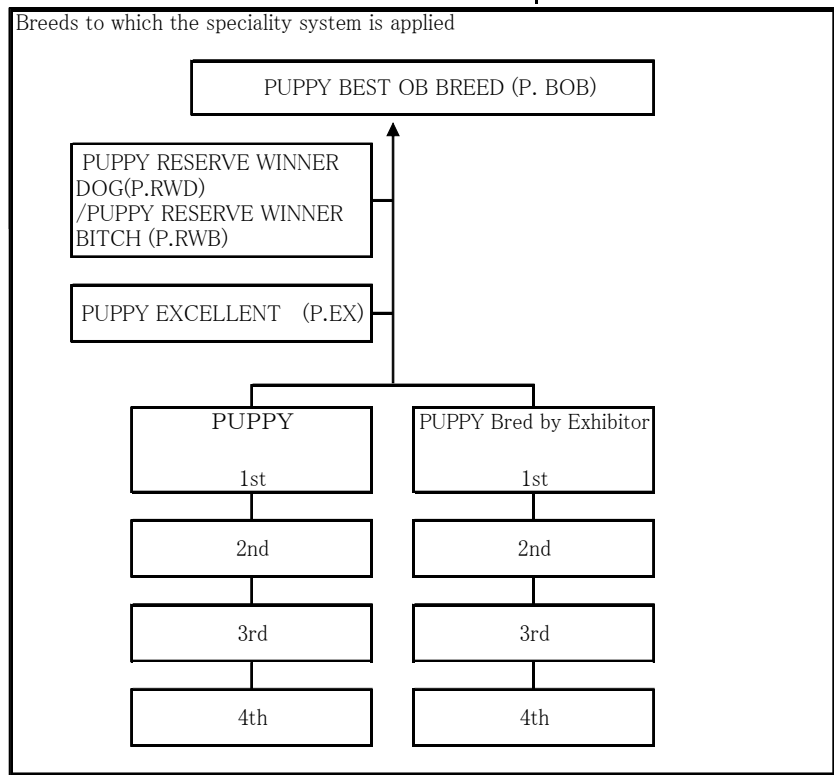 Breeds to which the speciality system is applied
PUPPY BEST OB BREED (P. BOB)
PUPPY RESERVE WINNER
DOG(P.RWD)
/PUPPY RESERVE WINNER
BITCH (P.RWB)
PUPPY EXCELLENT (P.EX)
PUPPY
1st
2nd
3rd
4th
PUPPY Bred by Exhibitor
1st
2nd
3rd
4th